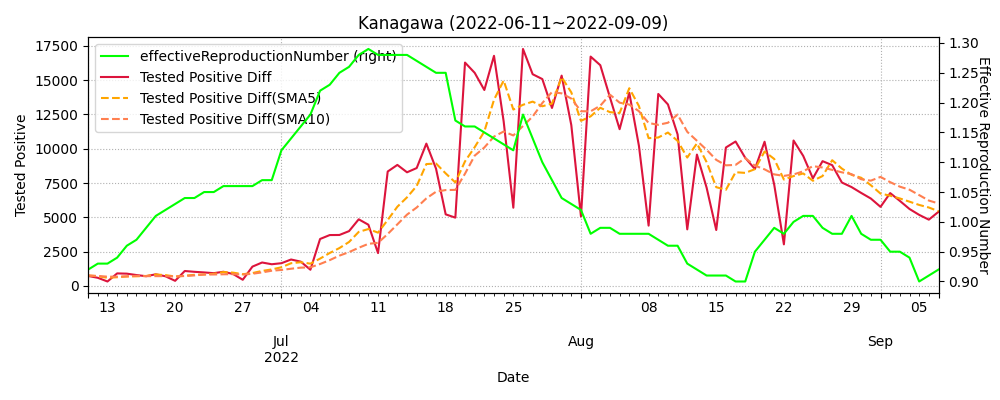 Kanagawa (2022-06-11~2022-09-09)
effectiveReproductionNumber (right)
Tested Positive Diff
Tested Positive Diff(SMA5)
Tested Positive Diff(SMA10)
Tested Positive
17500
15000
12500
10000
7500
5000
2500
0
1.30
1.25
1.20
1.15
1.10
1.05
1.00
0.95
0.90
Effective Reproduction Number
13 20 27 04 11 18 25 08 15 22 29 05
Jul Aug Sep
2022
Date